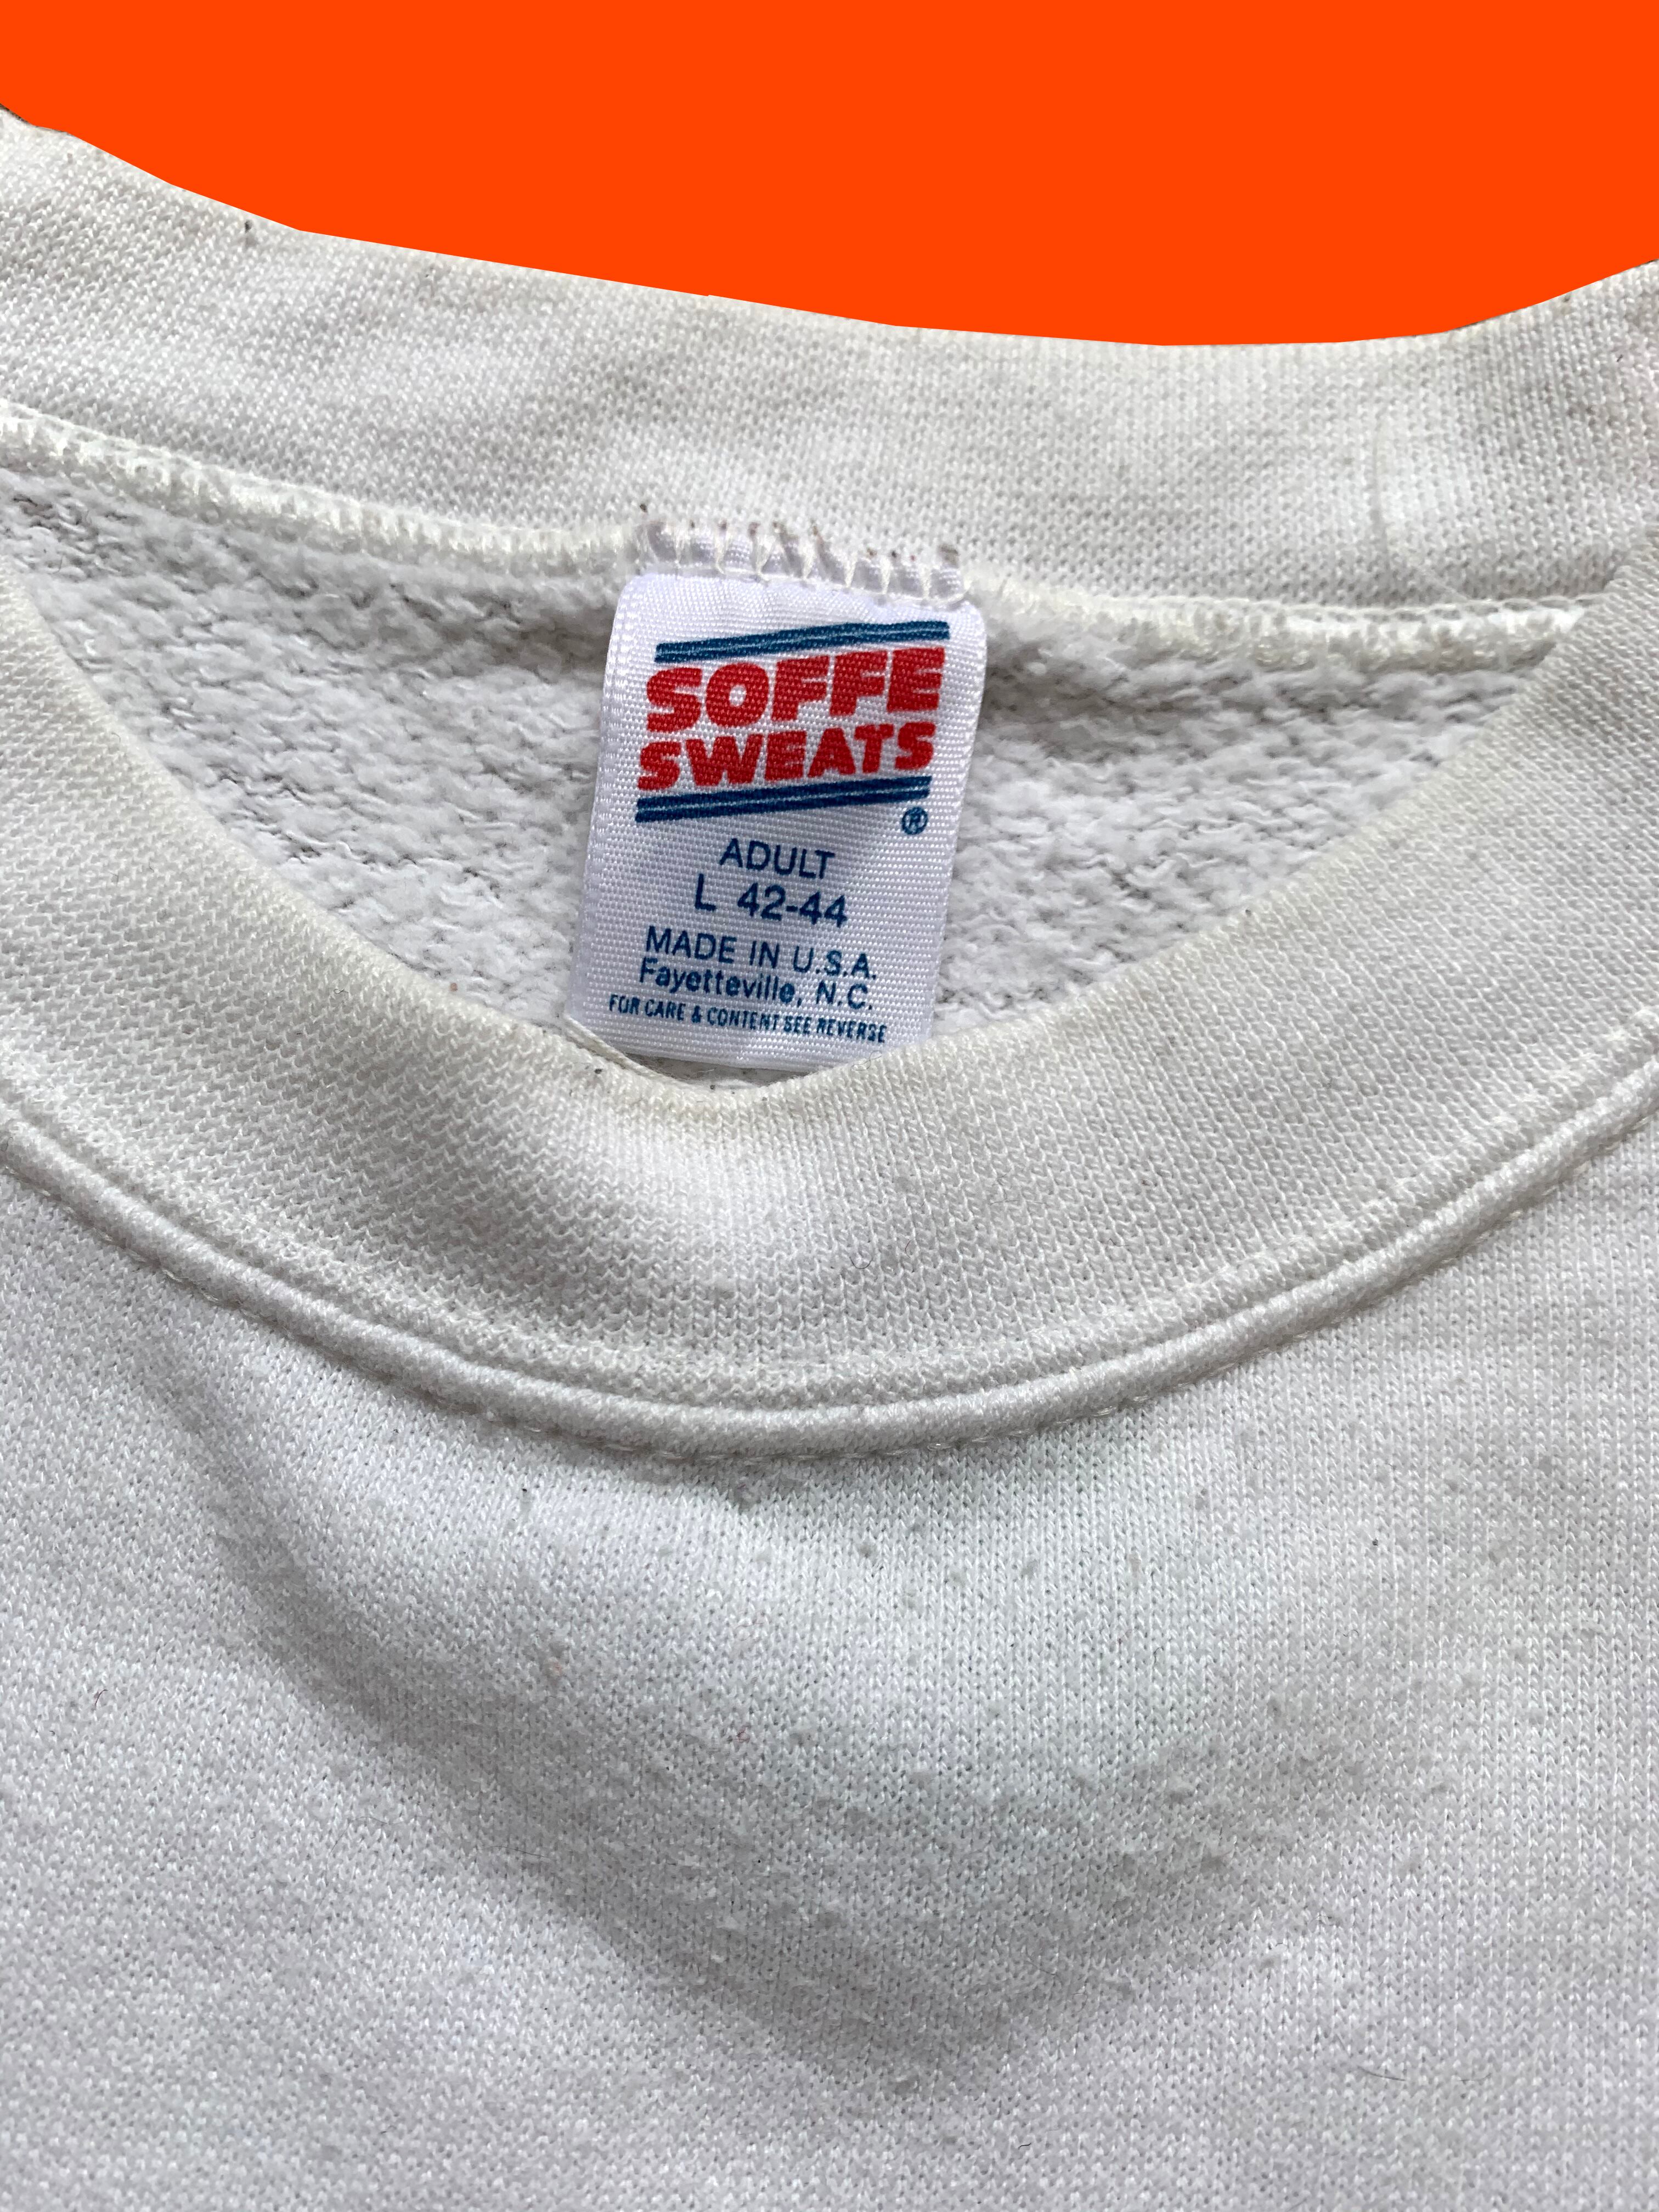 SOFFE
SWEATS
®
ADULT
L 42-44
MADE IN U.S.A.
Fayetteville, N.C.
FOR CARE & CONTENT SEE REVERSE